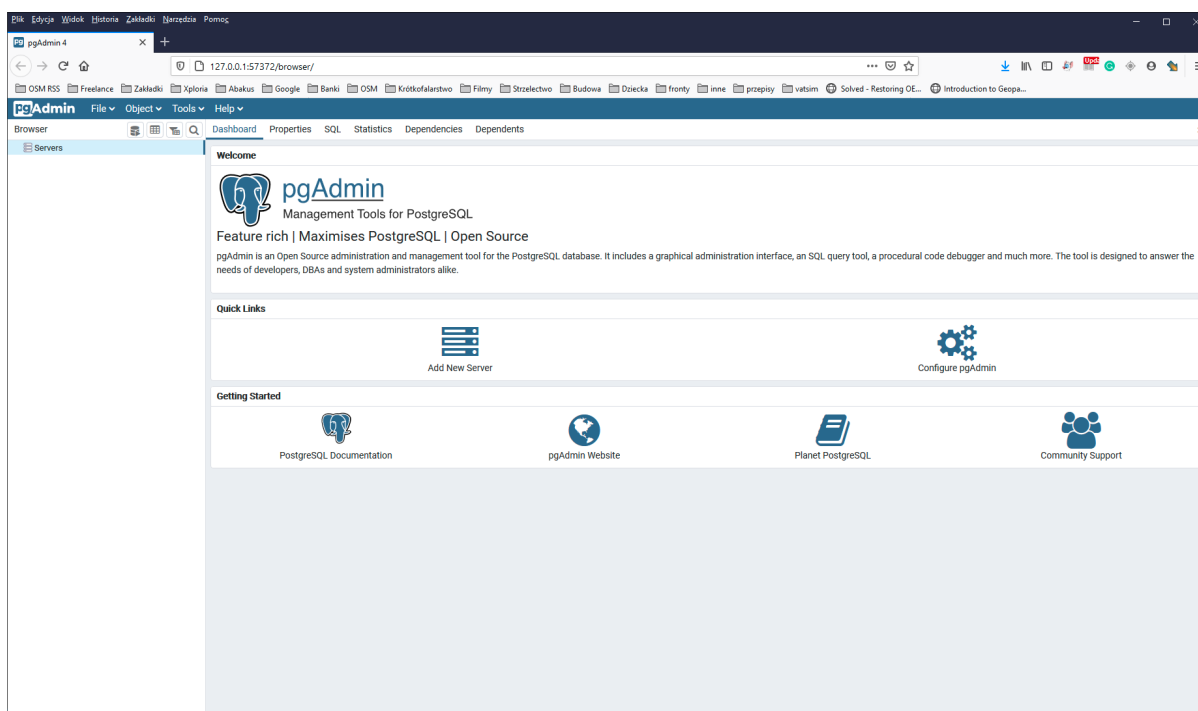 Plik Edycja Widok Historia Zakładki Narzędzia Pomoc
pgAdmin 4
127.0.0.1:57372/browser/
OSM RSS Freelance Zakładki Xploria Abakus Google Banki OSM Krótkofalarstwo Filmy Strzelectwo Budowa Dziecka fronty inne przepisy vatsim Solved - Restoring OE... Introduction to Geopa...
PgAdmin File Object Tools Help
Browser Dashboard Properties SQL Statistics Dependencies Dependents
Servers
Welcome
pgAdmin
Management Tools for PostgreSQL
Feature rich | Maximises PostgreSQL | Open Source
pgAdmin is an Open Source administration and management tool for the PostgreSQL database. It includes a graphical administration interface, an SQL query tool, a procedural code debugger and much more. The tool is designed to answer the
needs of developers, DBAs and system administrators alike.
Quick Links
Add New Server Configure pgAdmin
Getting Started
PostgreSQL Documentation pgAdmin Website Planet PostgreSQL Community Support